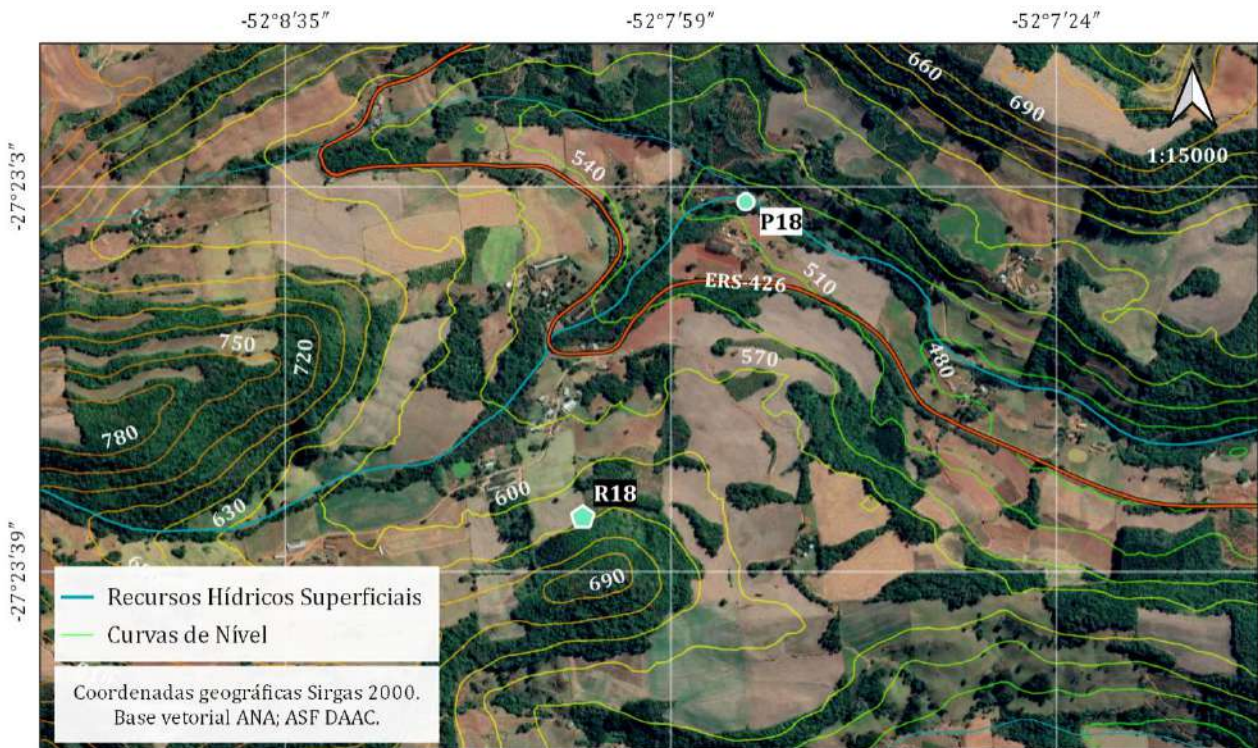 -52°8′35″
-52°7′59″
-52°7′24″
660
690
1:15000
-27°23′3″
540
P18
ERS-426
510
750
720
570
480
780
600
R18
630
690
-27°23′39″
Recursos Hídricos Superficiais
Curvas de Nível
Coordenadas geográficas Sirgas 2000.
Base vetorial ANA; ASF DAAC.